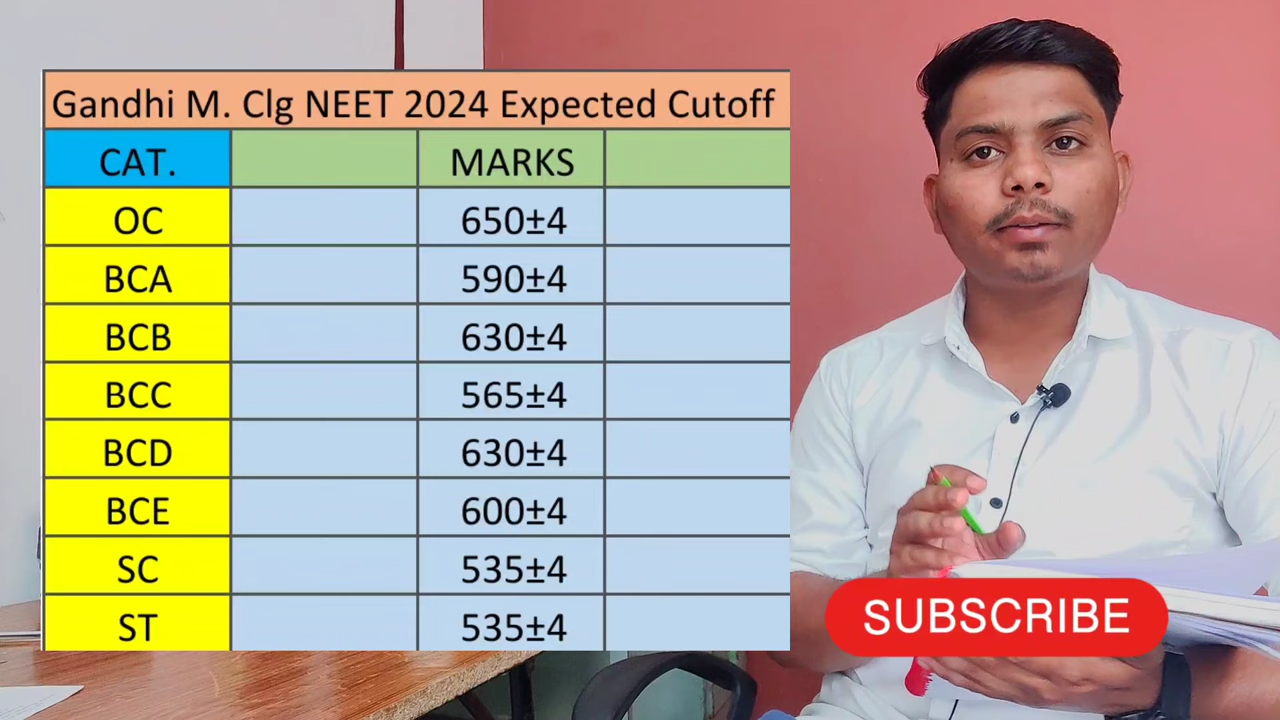 Gandhi M. Clg NEET 2024 Expected Cutoff
CAT. MARKS
OC 650±4
BCA 590±4
BCB 630±4
BCC 565±4
BCD 630±4
BCE 600±4
SC 535±4
ST 535±4
SUBSCRIBE